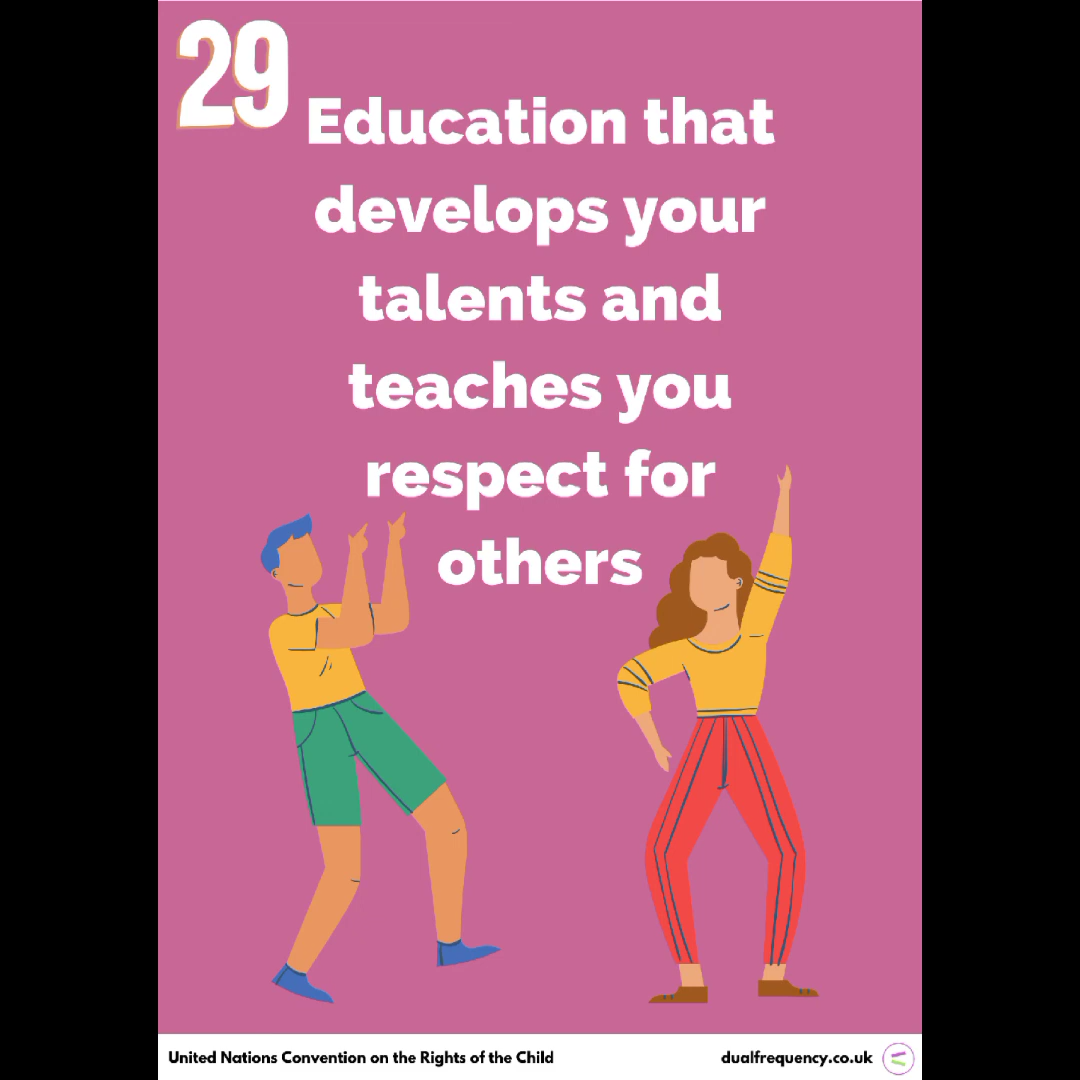 29
Education that
develops your
talents and
teaches you
respect for
others
United Nations Convention on the Rights of the Child
dualfrequency.co.uk